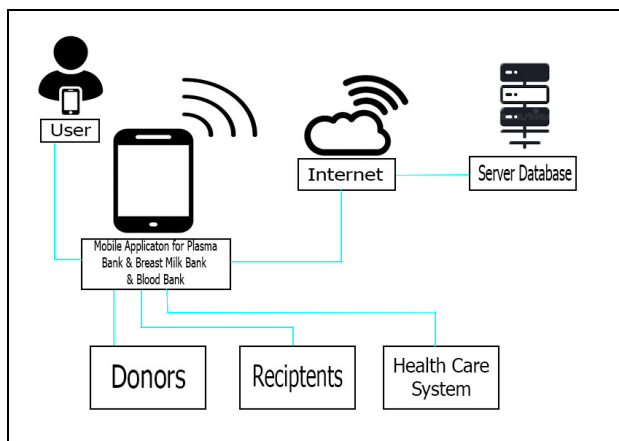 User
Internet
Server Database
Mobile Applicaton for Plasma
Bank & Breast Milk Bank
& Blood Bank
Donors
Reciptents
Health Care
System